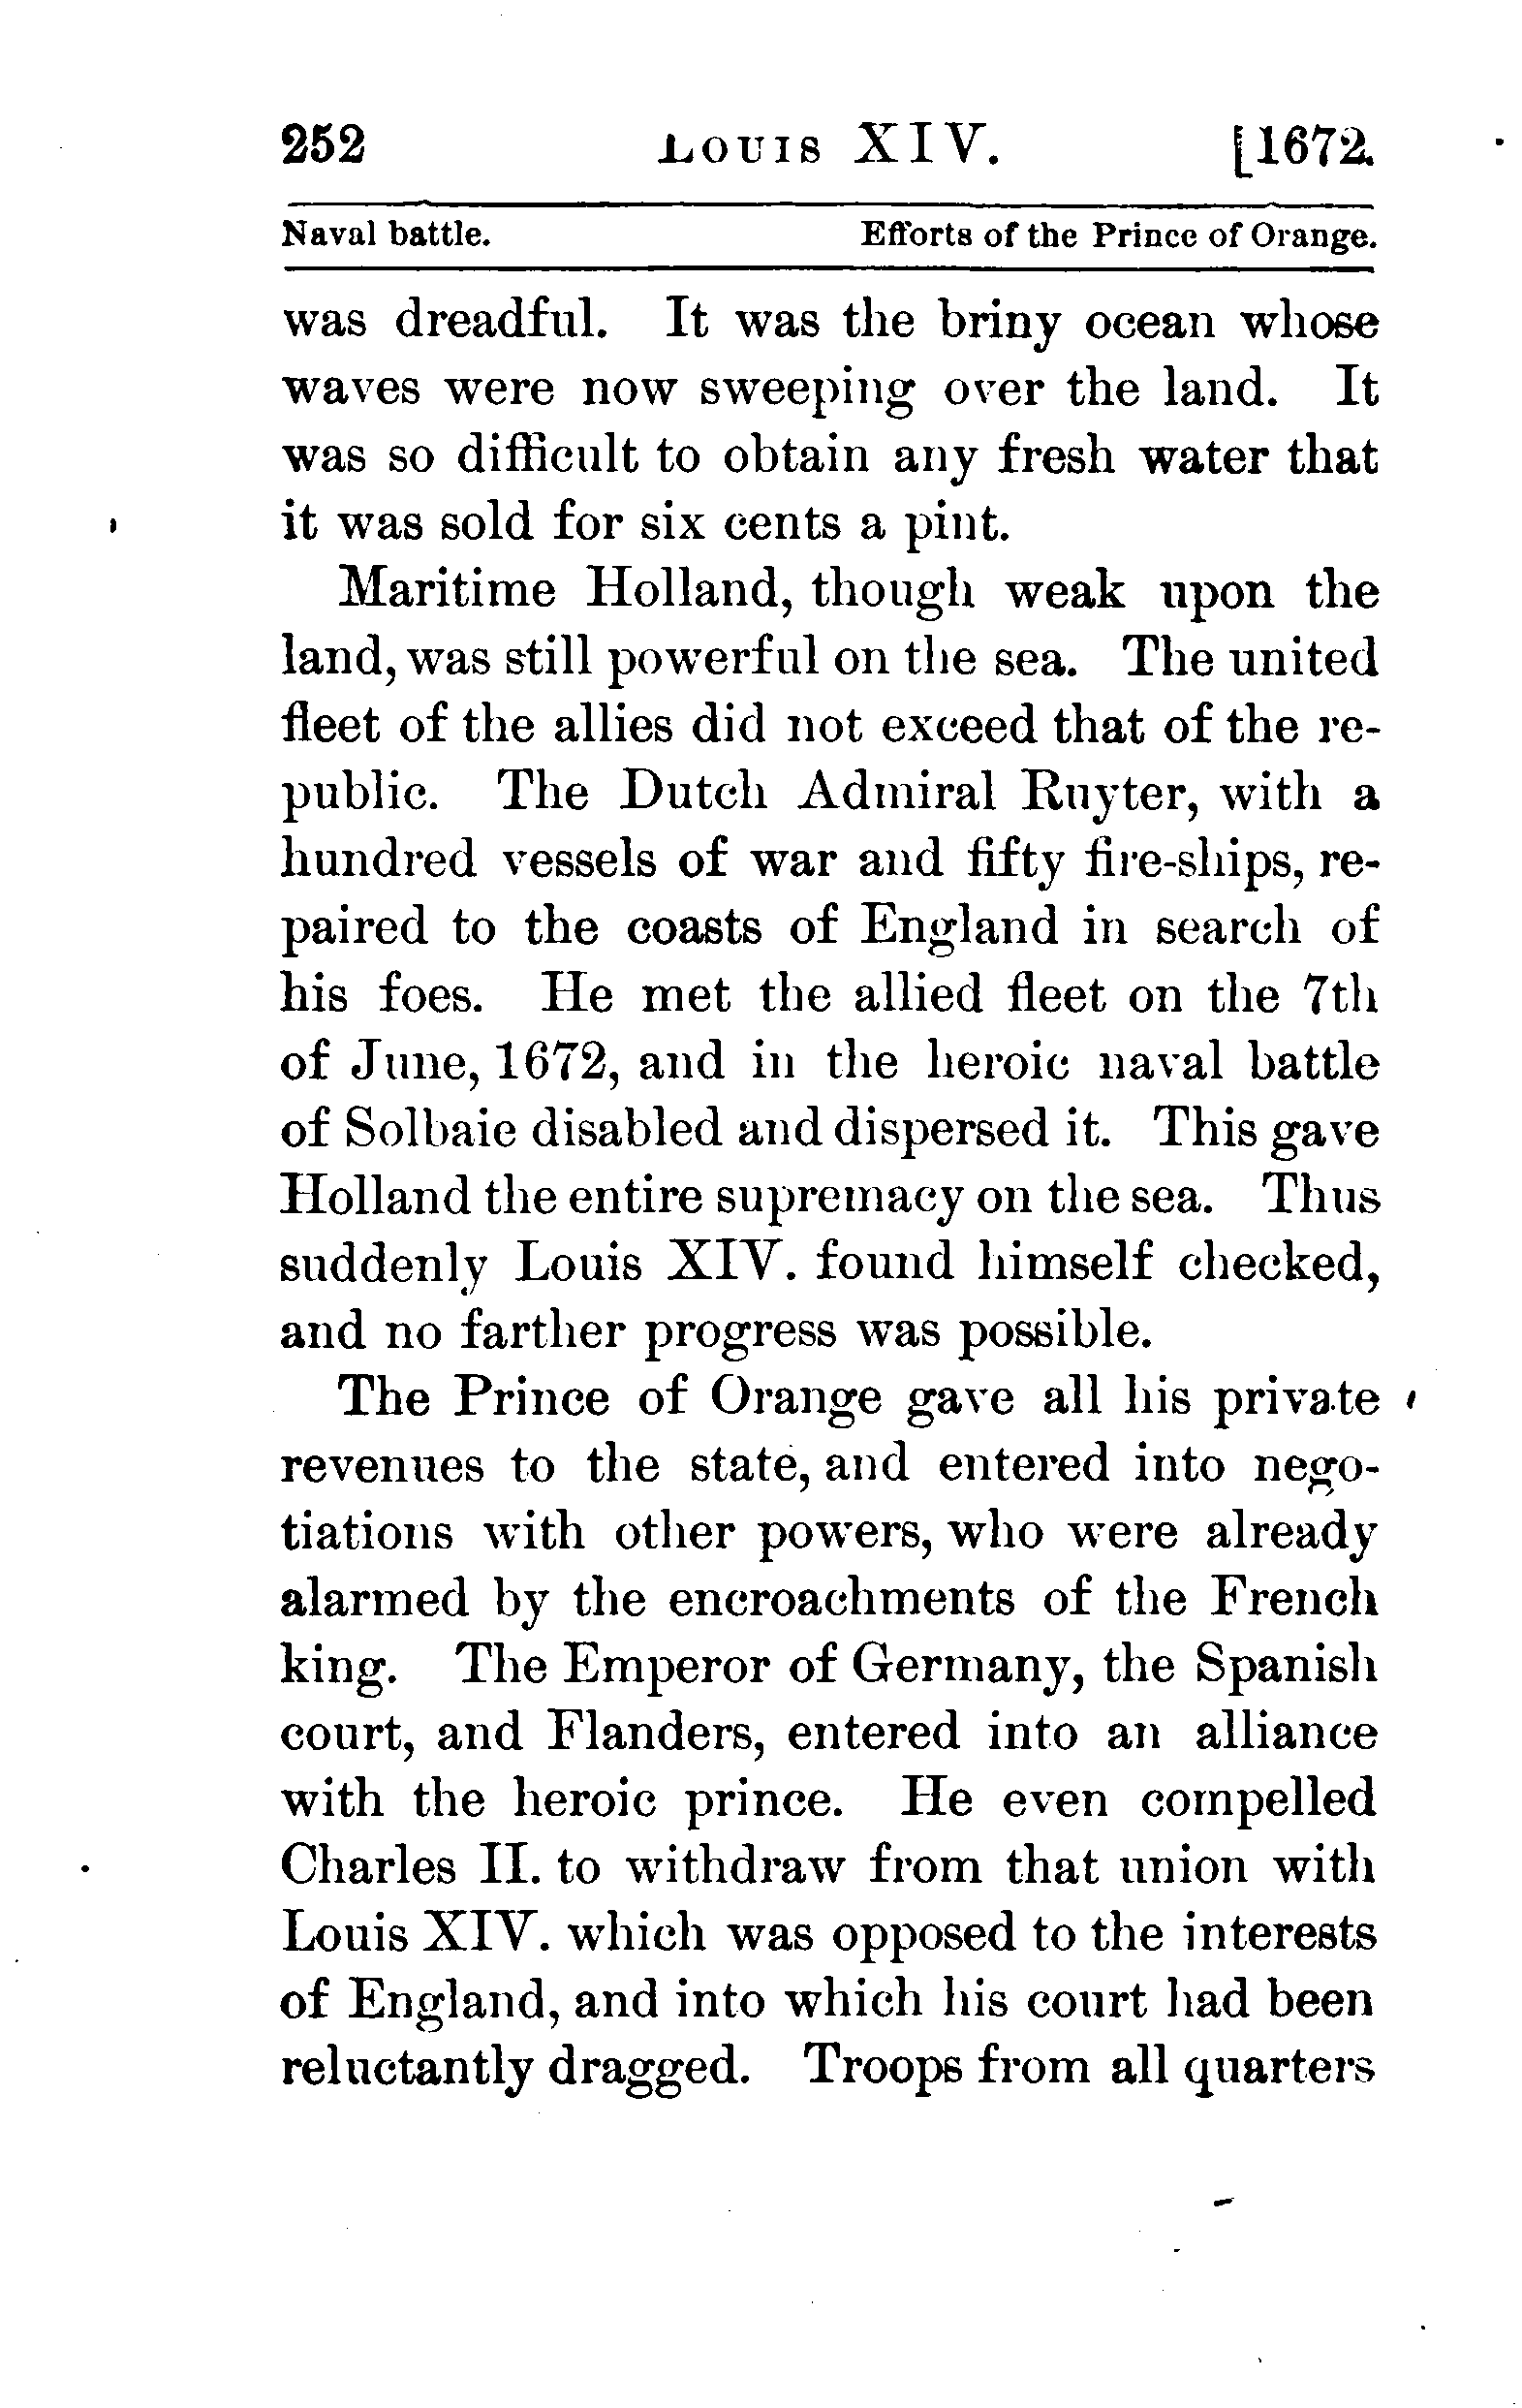 252 LOUIS XIV. [1672.
Naval battle. Efforts of the Prince of Orange.
was dreadful. It was the briny ocean whose
waves were now sweeping over the land. It
was so difficult to obtain any fresh water that
it was sold for six cents a pint.
Maritime Holland, though weak upon the
land, was still powerful on the sea. The united
fleet of the allies did not exceed that of the re-
public. The Dutch Admiral Ruyter, with a
hundred vessels of war and fifty fire-ships, re-
paired to the coasts of England in search of
his foes. He met the allied fleet on the 7th
of June, 1672, and in the heroic naval battle
of Solbaie disabled and dispersed it. This gave
Holland the entire supremacy on the sea. Thus
suddenly Louis XIV. found himself checked,
and no farther progress was possible.
The Prince of Orange gave all his private
revenues to the state, and entered into nego-
tiations with other powers, who were already
alarmed by the encroachments of the French
king. The Emperor of Germany, the Spanish
court, and Flanders, entered into an alliance
with the heroic prince. He even compelled
Charles II. to withdraw from that union with
Louis XIV. which was opposed to the interests
of England, and into which his court had been
reluctantly dragged. Troops from all quarters